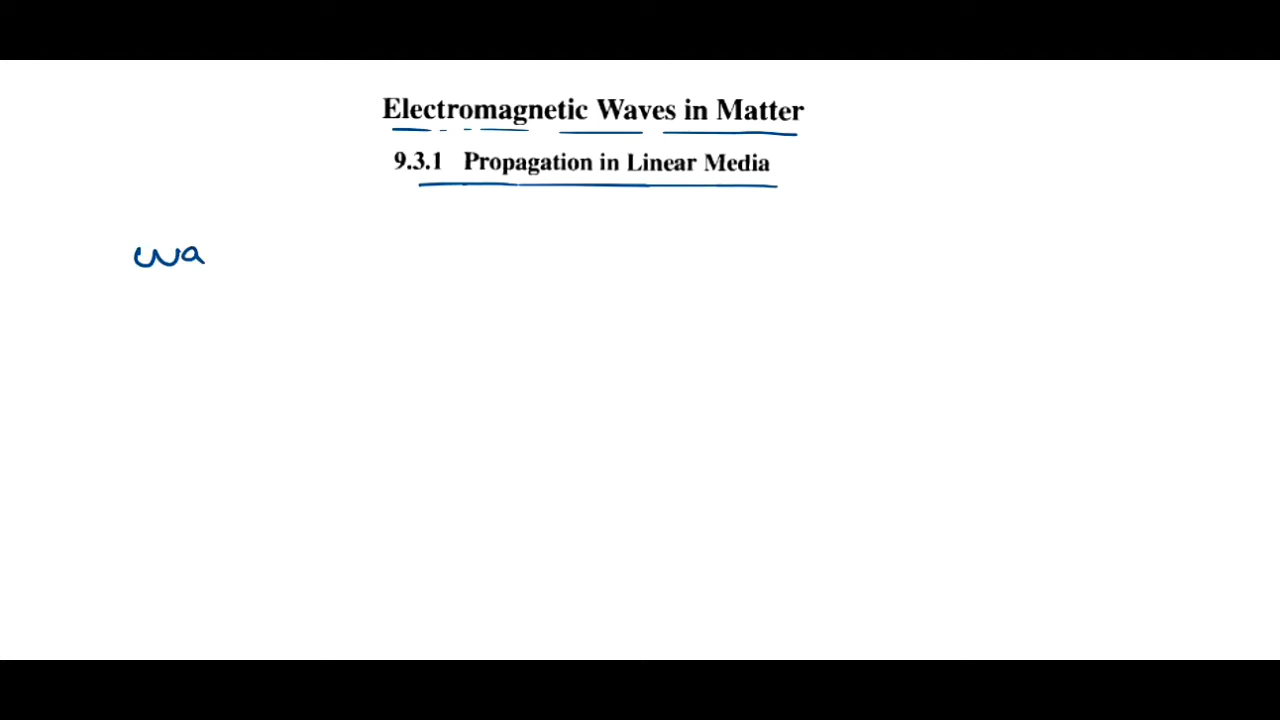 Electromagnetic Waves in Matter
9.3.1 Propagation in Linear Media
wa